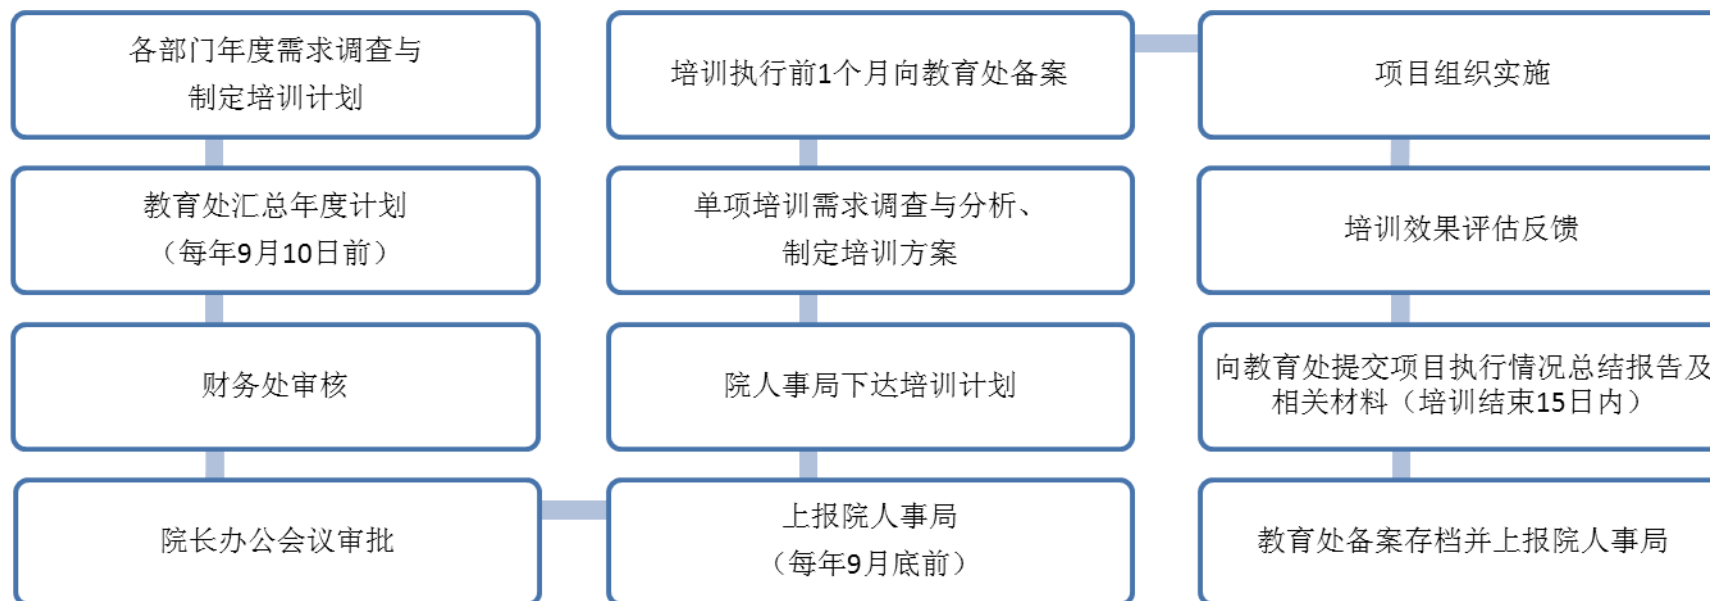 各部门年度需求调查与
制定培训计划
教育处汇总年度计划
（每年9月10日前）
财务处审核
院长办公会议审批
上报院人事局
（每年9月底前）
院人事局下达培训计划
单项培训需求调查与分析、
制定培训方案
培训执行前1个月向教育处备案
项目组织实施
培训效果评估反馈
向教育处提交项目执行情况总结报告及
相关材料（培训结束15日内）
教育处备案存档并上报院人事局